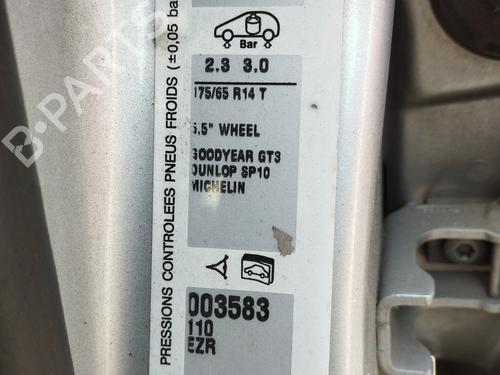 PRESSIONS CONTROLEES PNEUS FROIDS (±0,05 ba
Bar
2.3 3.0
175/65 R14 T
5.5" WHEEL
GOODYEAR GT3
DUNLOP SP10
MICHELIN
003583
110
EZR
B-PARTS